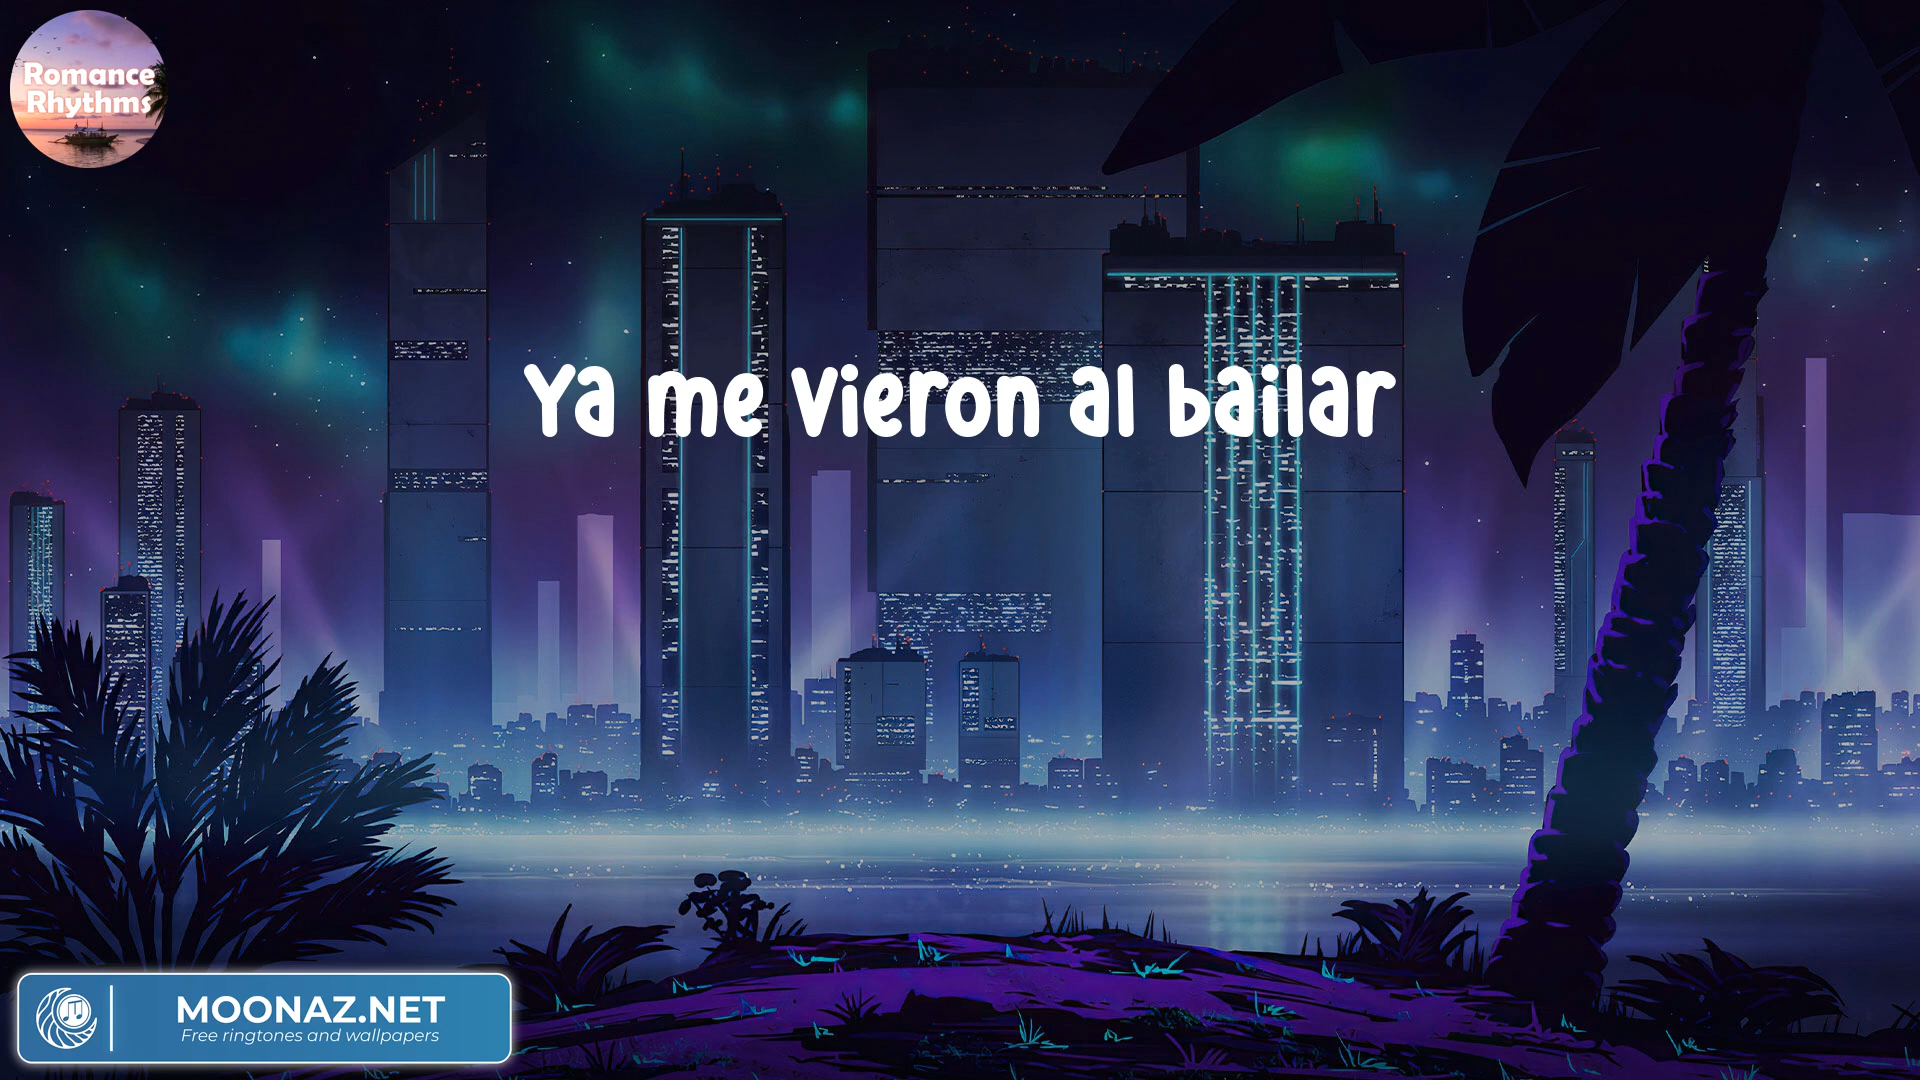 Romance
Rhythms
Ya me vieron al bailar
MOONAZ.NET
Free ringtones and wallpapers